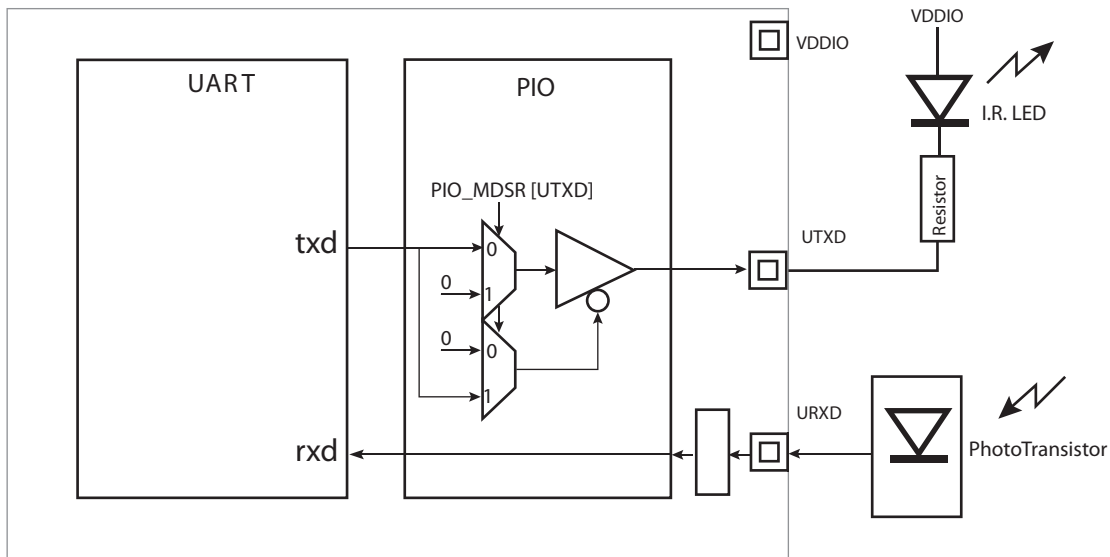 VDDIO
VDDIO
UART
PIO
I.R. LED
Resistor
PIO_MDSR [UTXD]
txd
0
UTXD
0
1
0
0
1
URXD
rxd
PhotoTransistor